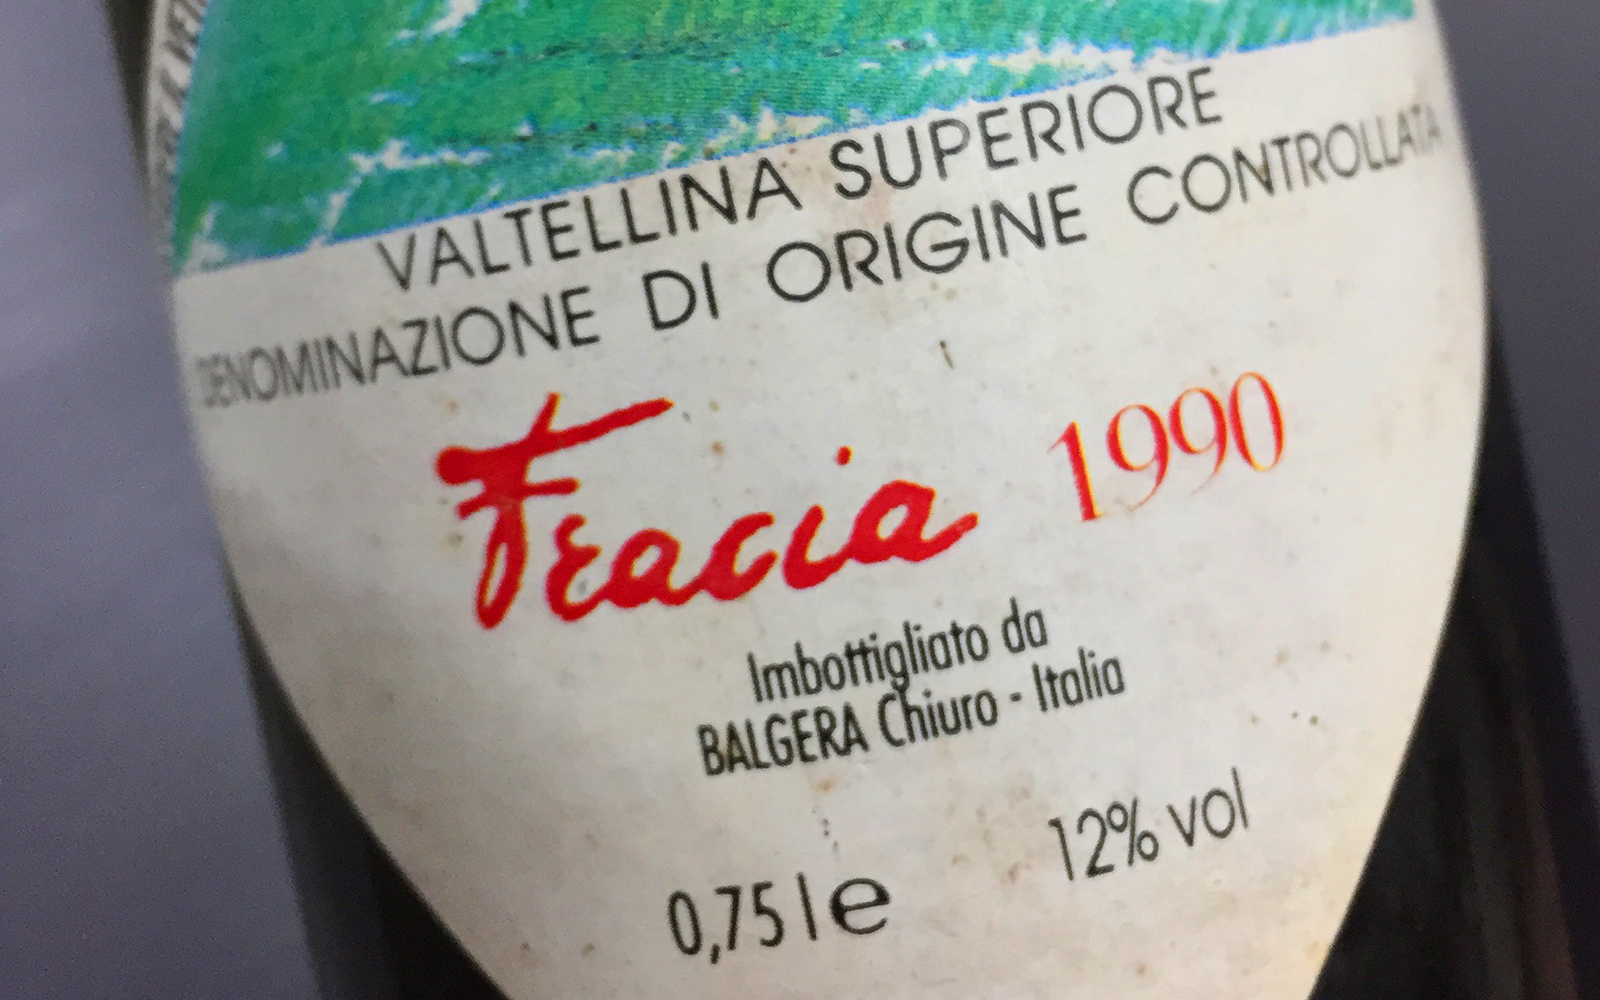 VALTELLINA SUPERIORE
DENOMINAZIONE DI ORIGINE CONTROLLATA
Fracia 1990
Imbottigliato da
BALGERA Chiuro - Italia
12% vol
0,75 l e